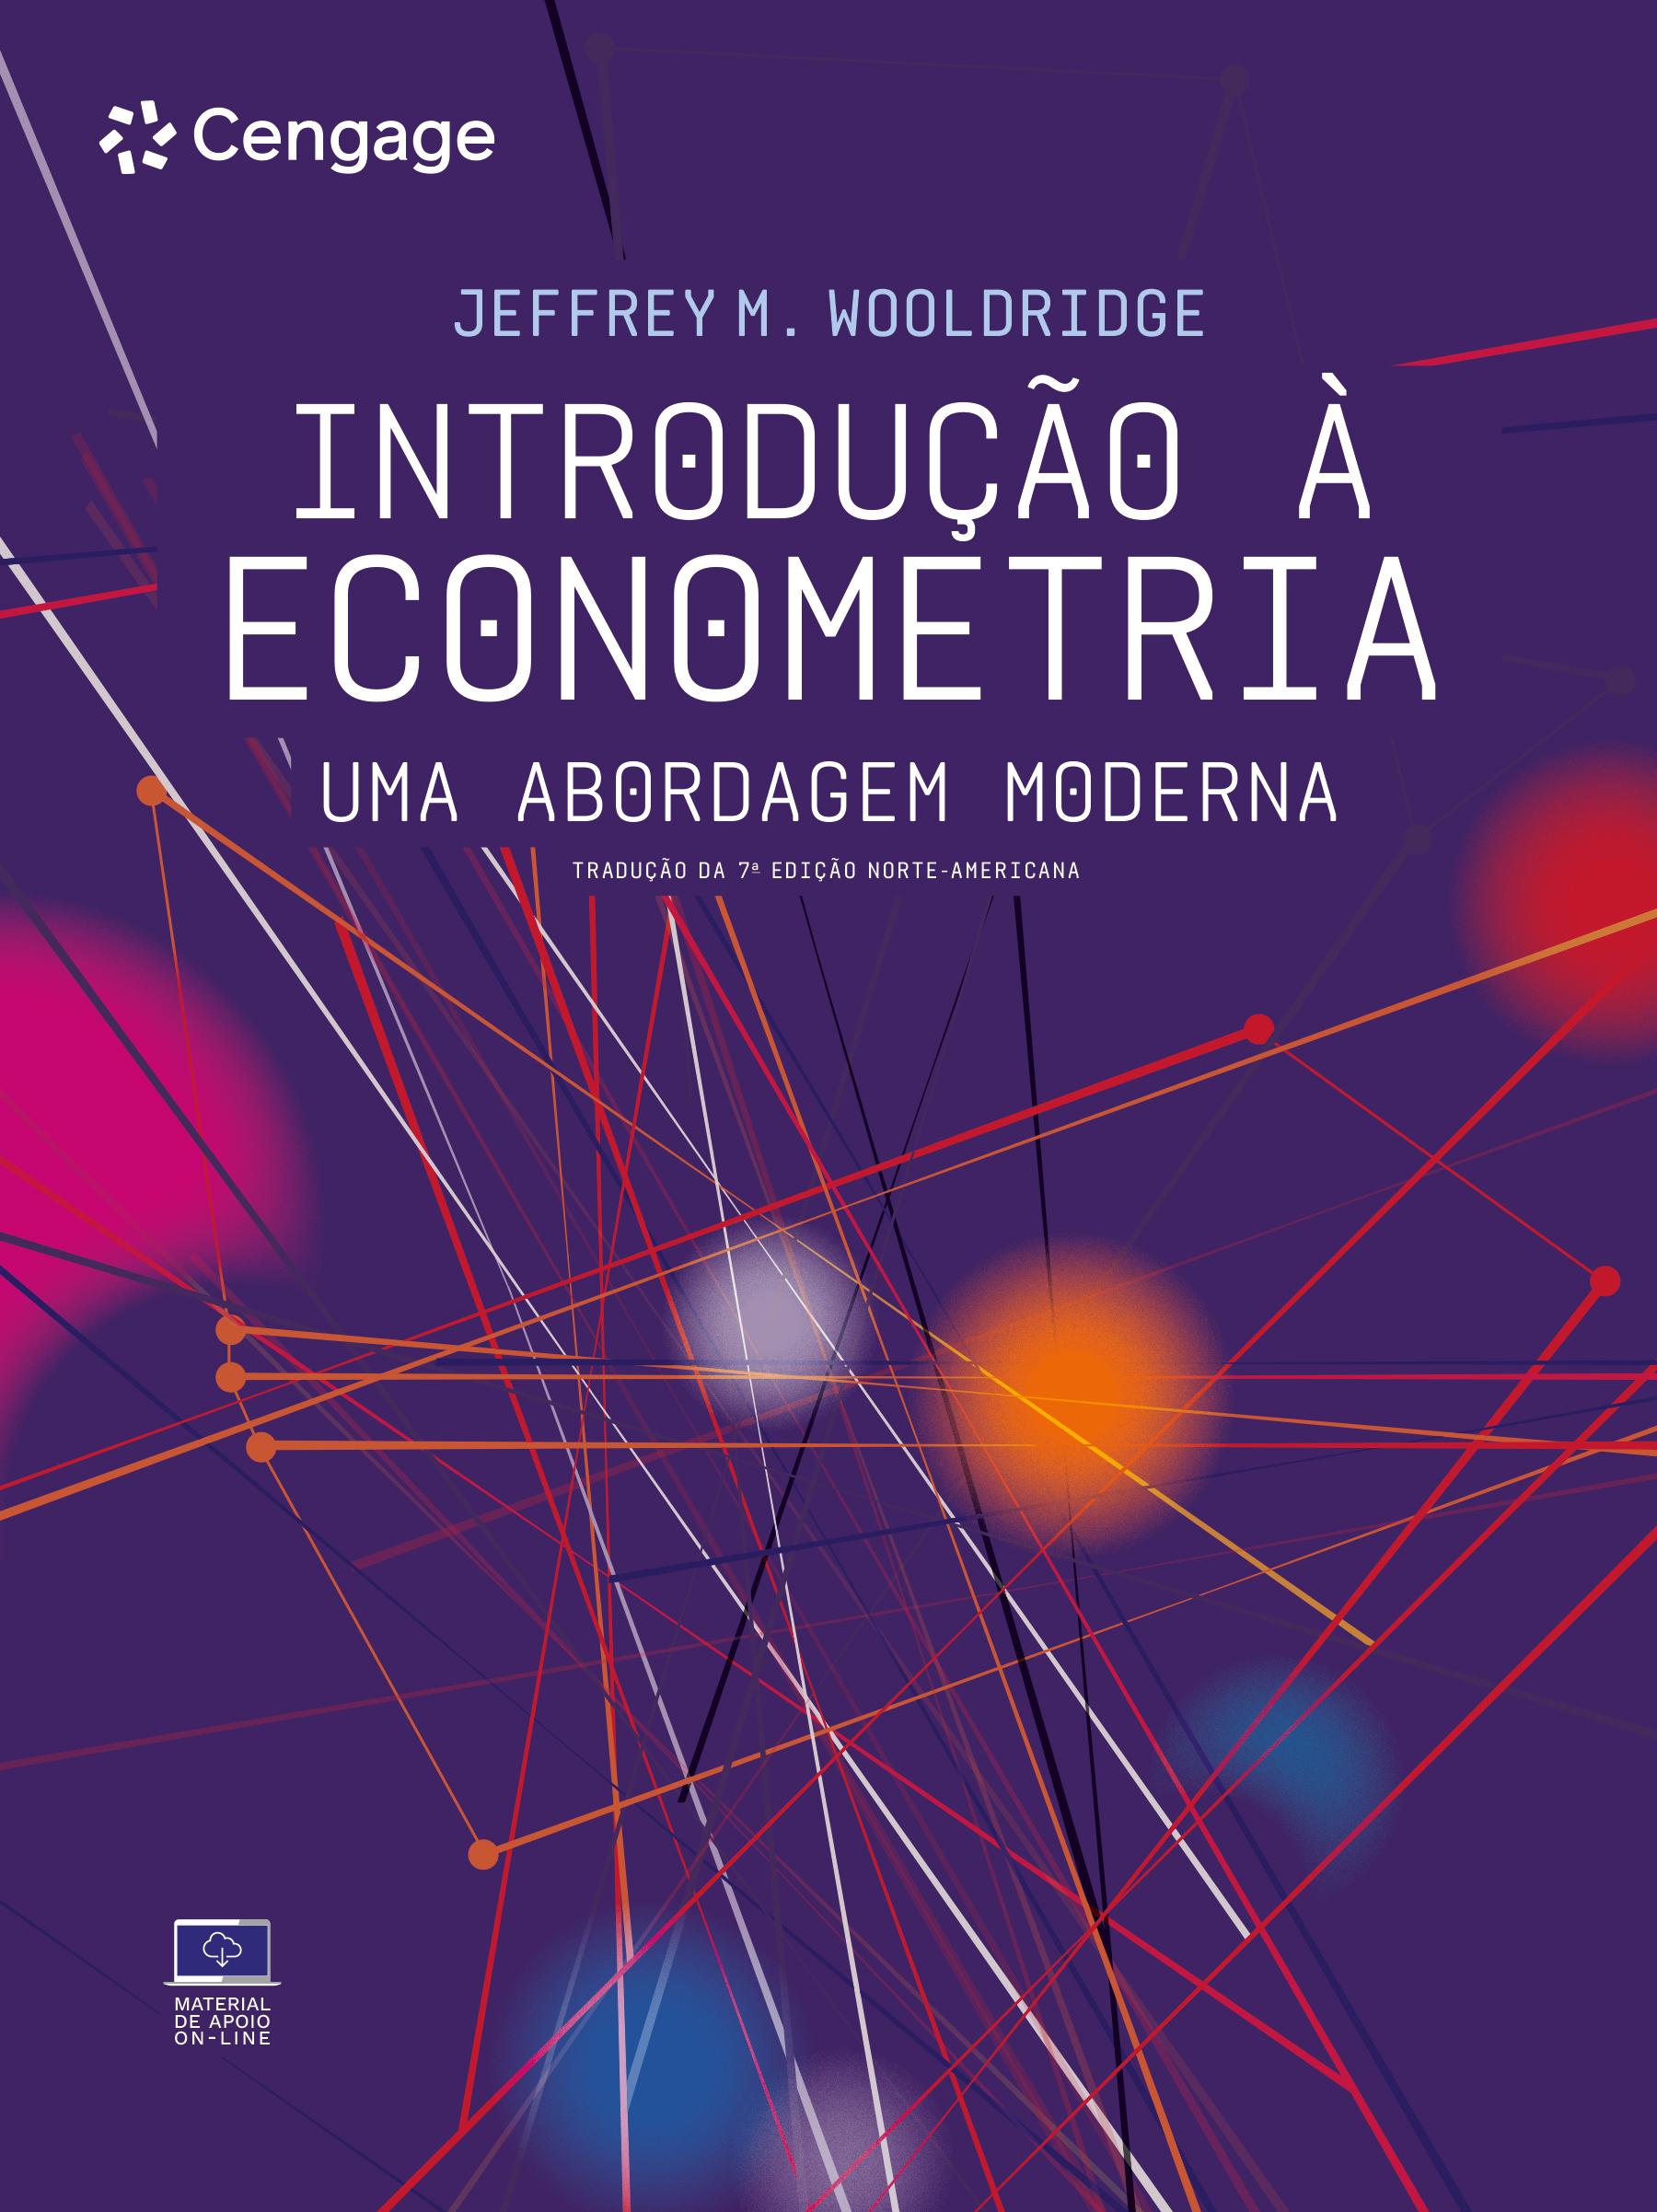 Cengage
JEFFREY M. WOOLDRIDGE
INTRODUÇÃO À
ECONOMETRIA
UMA ABORDAGEM MODERNA
TRADUÇÃO DA 7ª EDIÇÃO NORTE-AMERICANA
MATERIAL
DE APOIO
ON-LINE